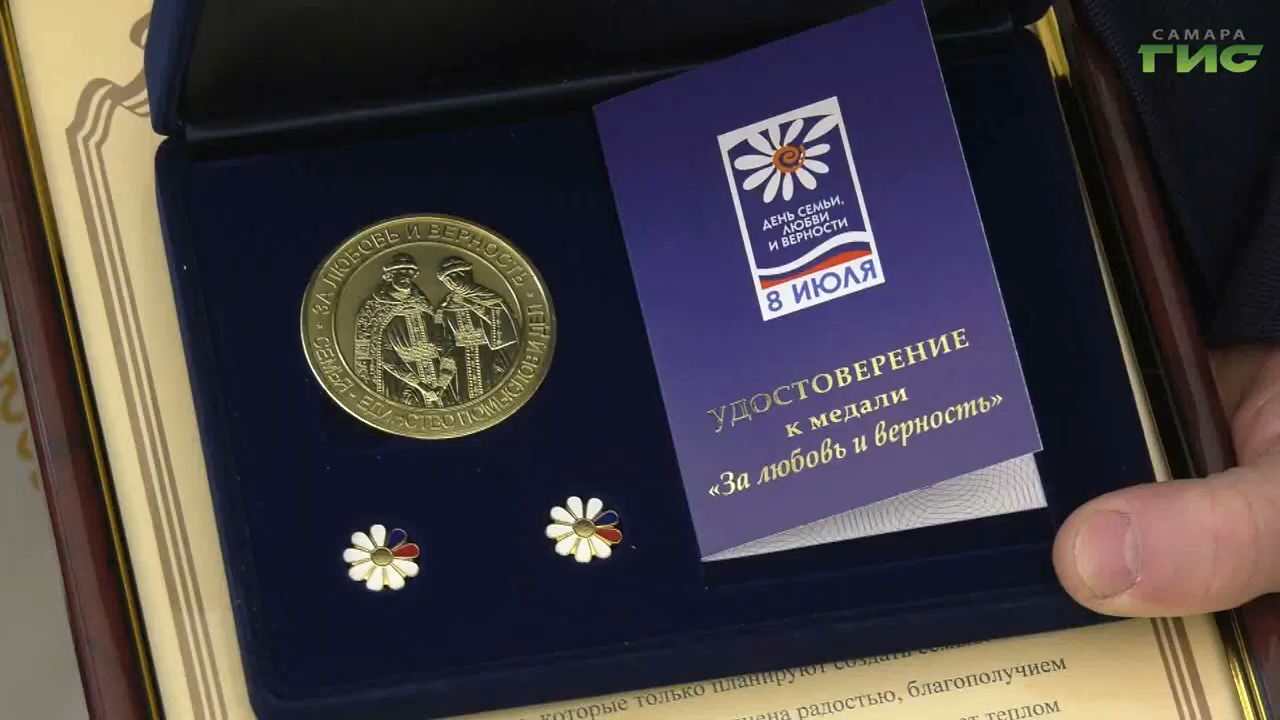 САМАРА
ГИС
ЗА ЛЮБОВЬ И ВЕРНОСТЬ
СЕМЬЯ - ЕДИНСТВО ПОМЫСЛОВ И ДЕЛ
ДЕНЬ СЕМЬИ,
ЛЮБВИ
И ВЕРНОСТИ
8 ИЮЛЯ
УДОСТОВЕРЕНИЕ
к медали
«За любовь и верность»
которые только планируют создать
радостью, благополучием
теплом